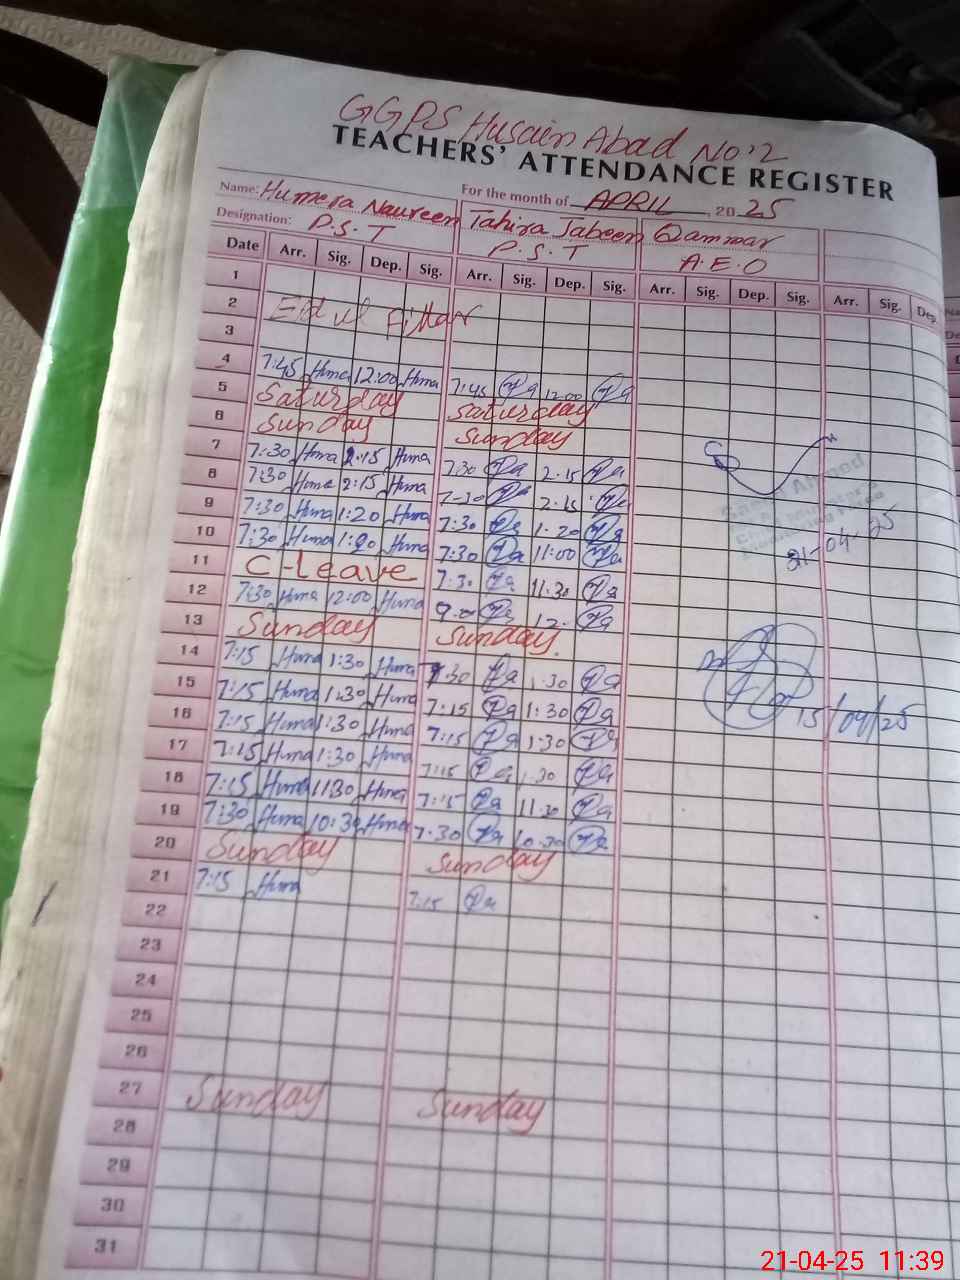 GGPS Husain Abad No.2
TEACHERS' ATTENDANCE REGISTER
Name: Humera Naureen For the month of APRIL, 2025
Tahira Jabeen Qammar
Designation: P.S.T P.S.T A.E.O
Date Arr. Sig. Dep. Sig. Arr. Sig. Dep. Sig. Arr. Sig. Dep. Sig. Arr. Sig. Dep.
1
2 Eid ul fittar
3
4 7:45 Huma 12:00 Huma 7:45 12:00
5 Saturday Saturday
6 Sunday Sunday
7 7:30 Huma 2:15 Huma 7:30 2:15
8 7:30 Huma 2:15 Huma 7:30 2:15
9 7:30 Huma 1:20 Huma 7:30 1:20
10 7:30 Huma 1:20 Huma 7:30 11:00
11 C-Leave 7:30 11.30
12 7:30 Huma 12:00 Huma 9:00 12.
21-04-25
13 Sunday Sunday.
14 7:15 Huma 1:30 Huma 7:30 1:30
15 7:15 Huma 1:30 Huma 7:15 1:30
15/04/25
16 7:15 Huma 1:30 Huma 7:15 1:30
17 7:15 Huma 1:30 Huma 7:15 1:30
18 7:15 Huma 11:30 Huma 7:15 11:30
19 7:30 Huma 10:30 Huma 7:30 10:30
20 Sunday Sunday
21 7:15 Huma 7:15
22
23
24
25
26
27 Sunday Sunday
28
29
30
31
21-04-25 11:39